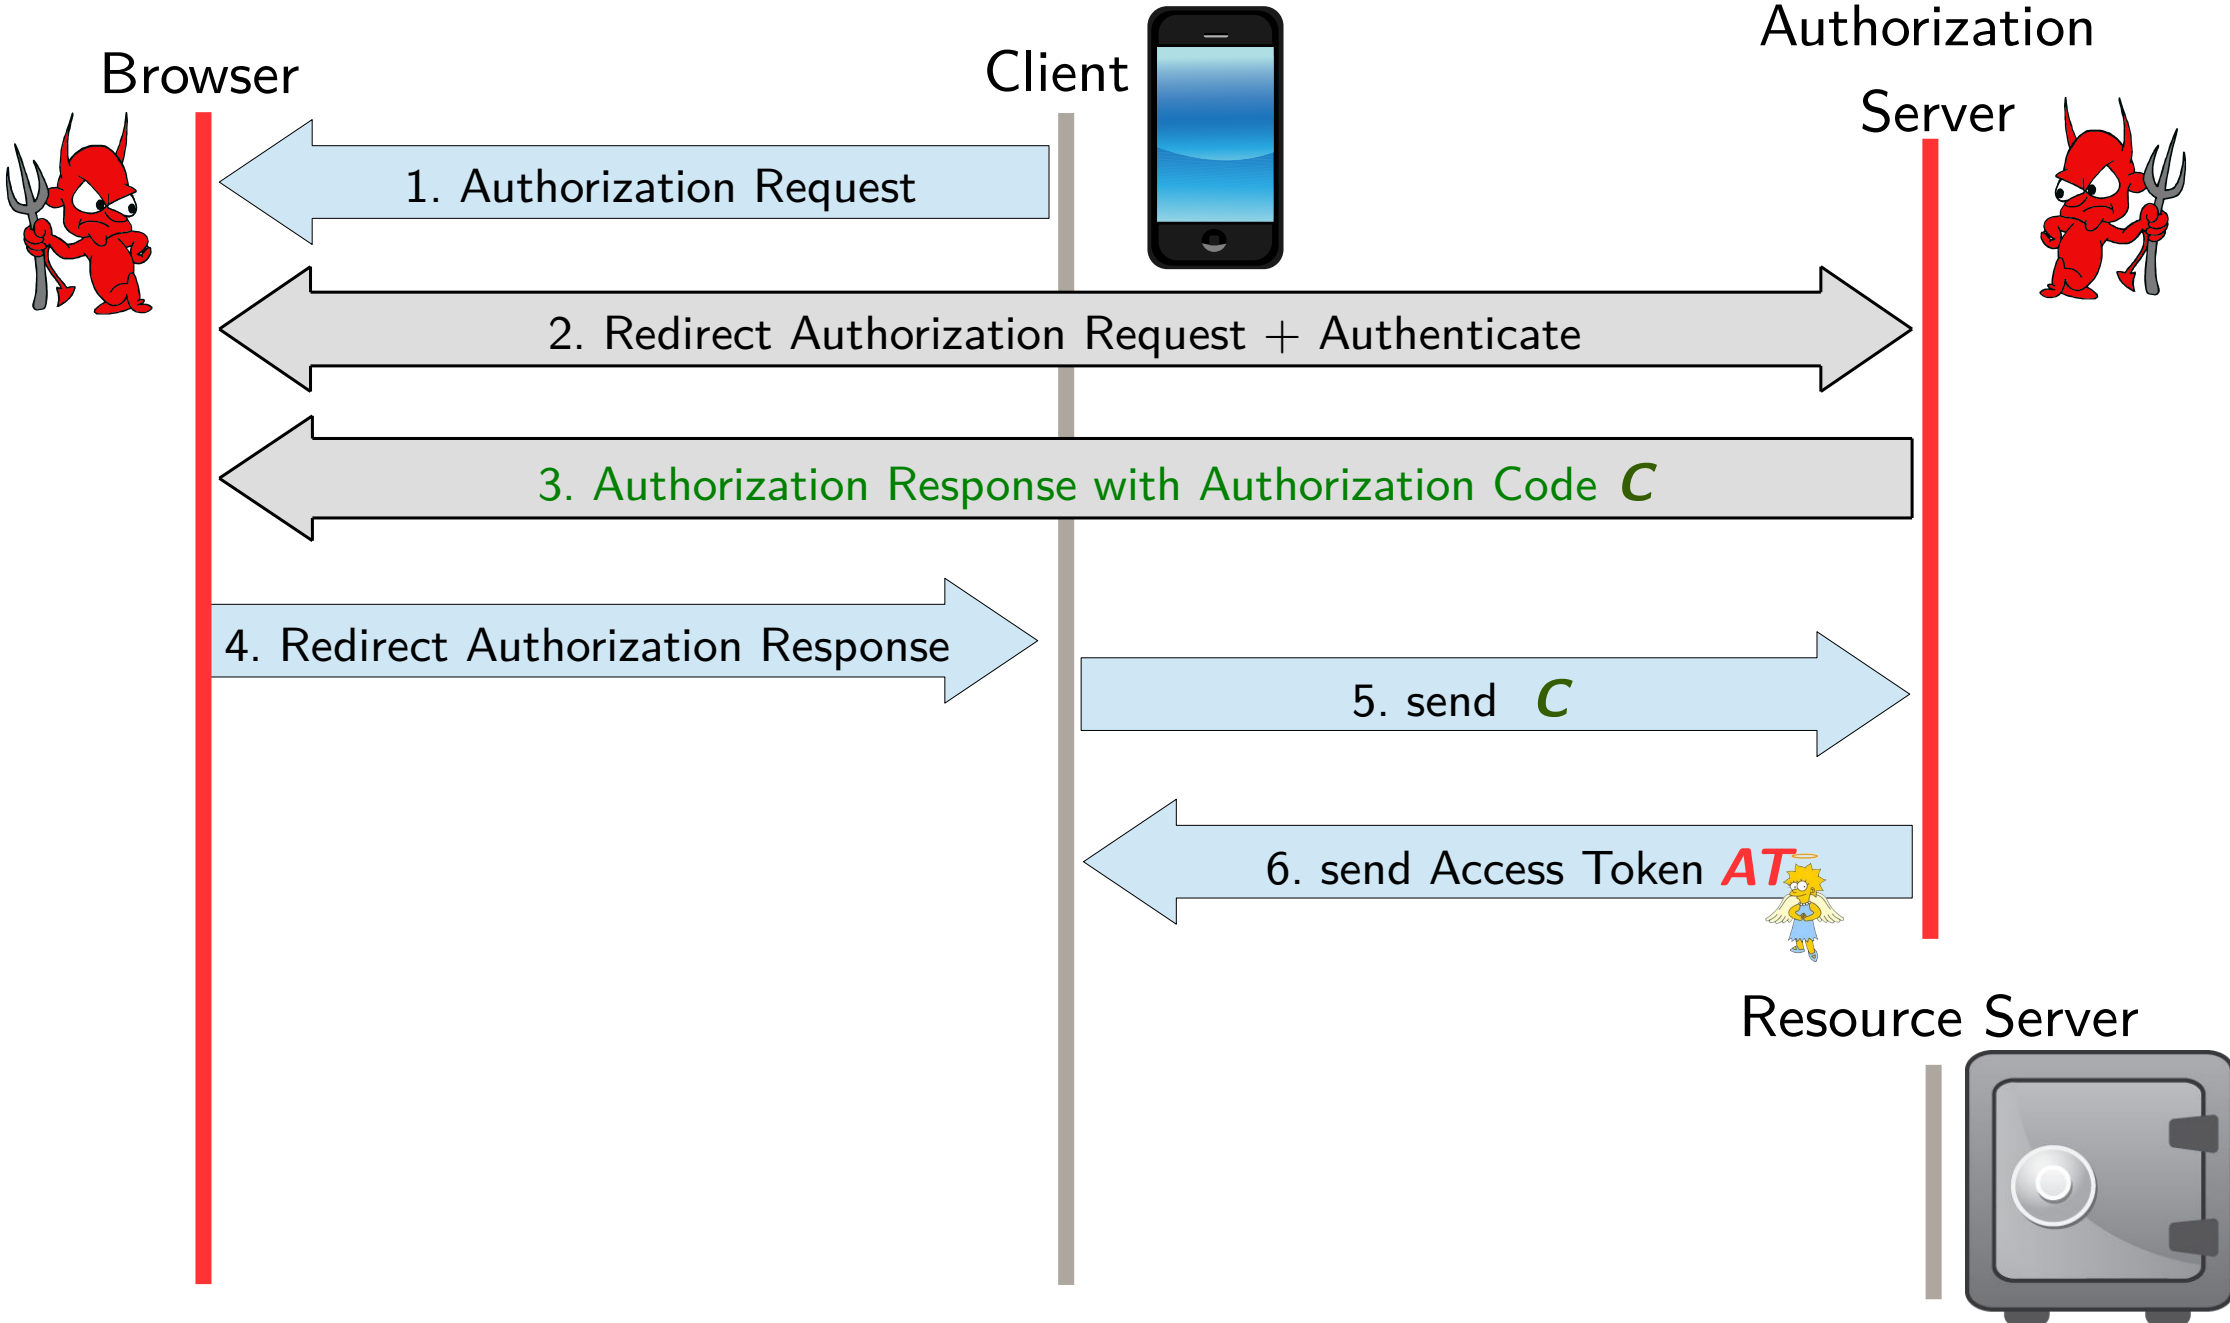 Browser
Client
Authorization
Server
1. Authorization Request
2. Redirect Authorization Request + Authenticate
3. Authorization Response with Authorization Code C
4. Redirect Authorization Response
5. send C
6. send Access Token AT
Resource Server